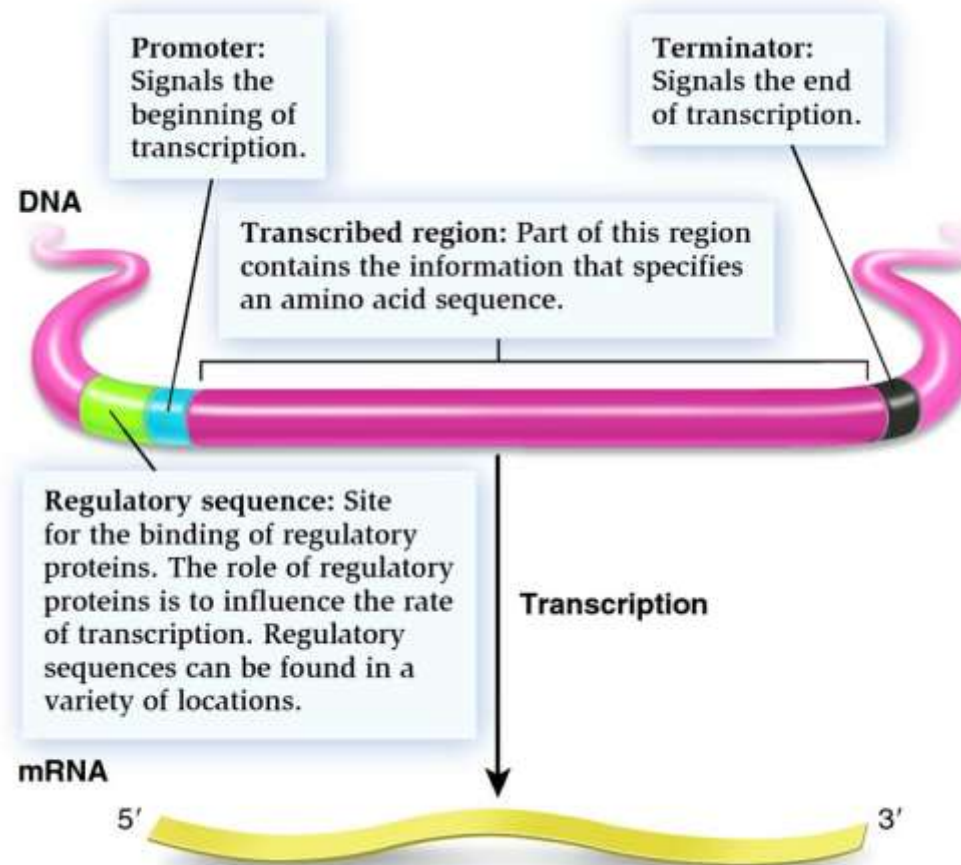 Promoter:
Signals the
beginning of
transcription.
Terminator:
Signals the end
of transcription.
DNA
Transcribed region: Part of this region
contains the information that specifies
an amino acid sequence.
Regulatory sequence: Site
for the binding of regulatory
proteins. The role of regulatory
proteins is to influence the rate
of transcription. Regulatory
sequences can be found in a
variety of locations.
Transcription
mRNA
5′
3′